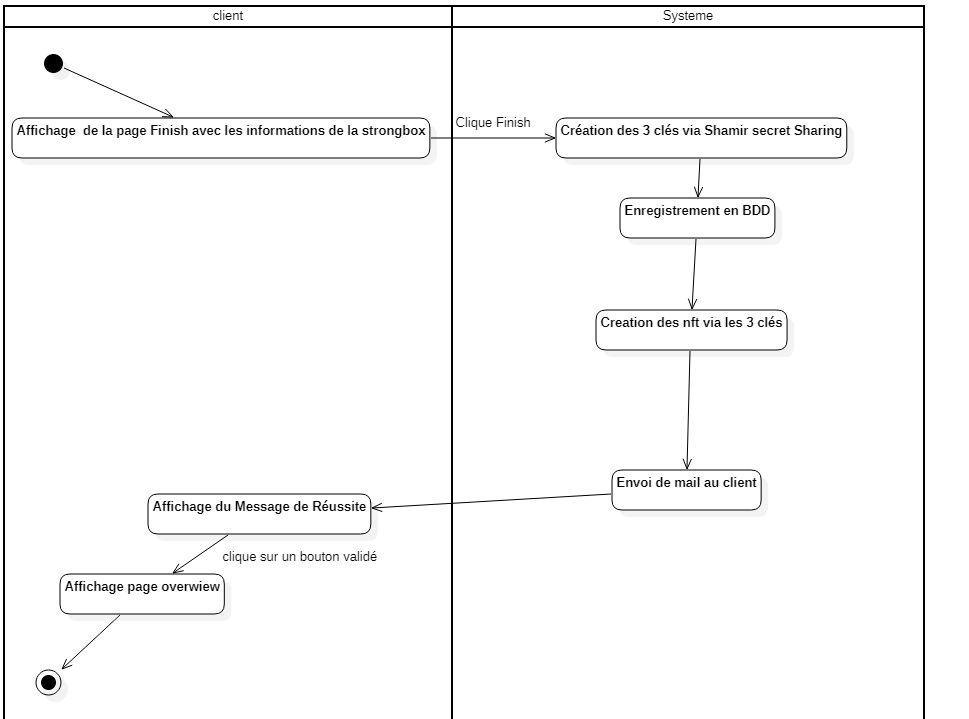 client
Systeme
Affichage  de la page Finish avec les informations de la strongbox
Clique Finish
Création des 3 clés via Shamir secret Sharing
Enregistrement en BDD
Creation des nft via les 3 clés
Envoi de mail au client
Affichage du Message de Réussite
clique sur un bouton validé
Affichage page overwiew